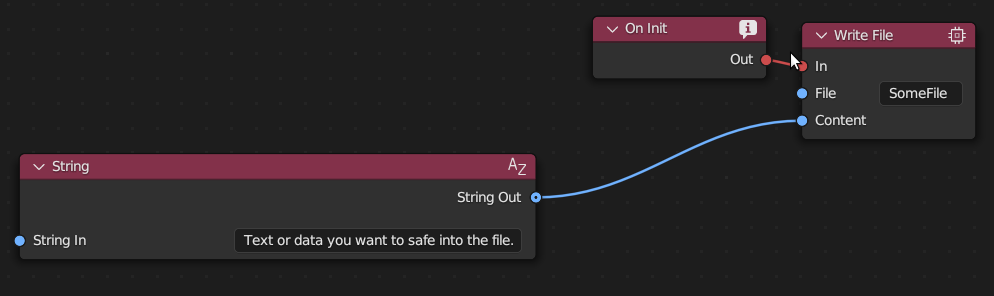 On Init
Out
Write File
In
File SomeFile
Content
String
AZ
String Out
String In Text or data you want to safe into the file.